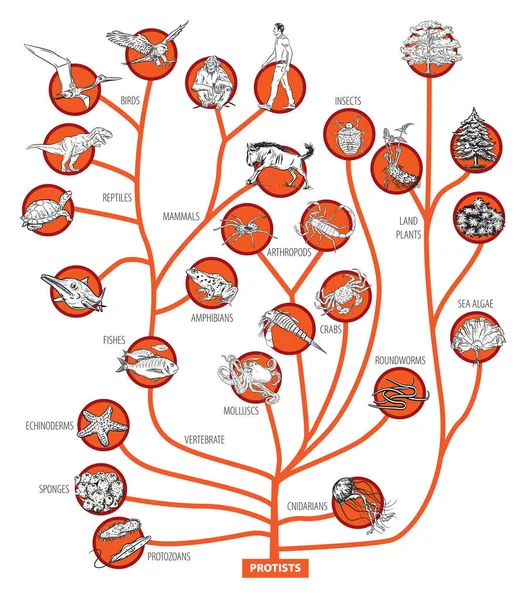 BIRDS
INSECTS
REPTILES
MAMMALS
LAND
PLANTS
ARTHROPODS
AMPHIBIANS
CRABS
SEA ALGAE
FISHES
ROUNDWORMS
MOLLUSCS
ECHINODERMS
VERTEBRATE
SPONGES
CNIDARIANS
PROTOZOANS
PROTISTS